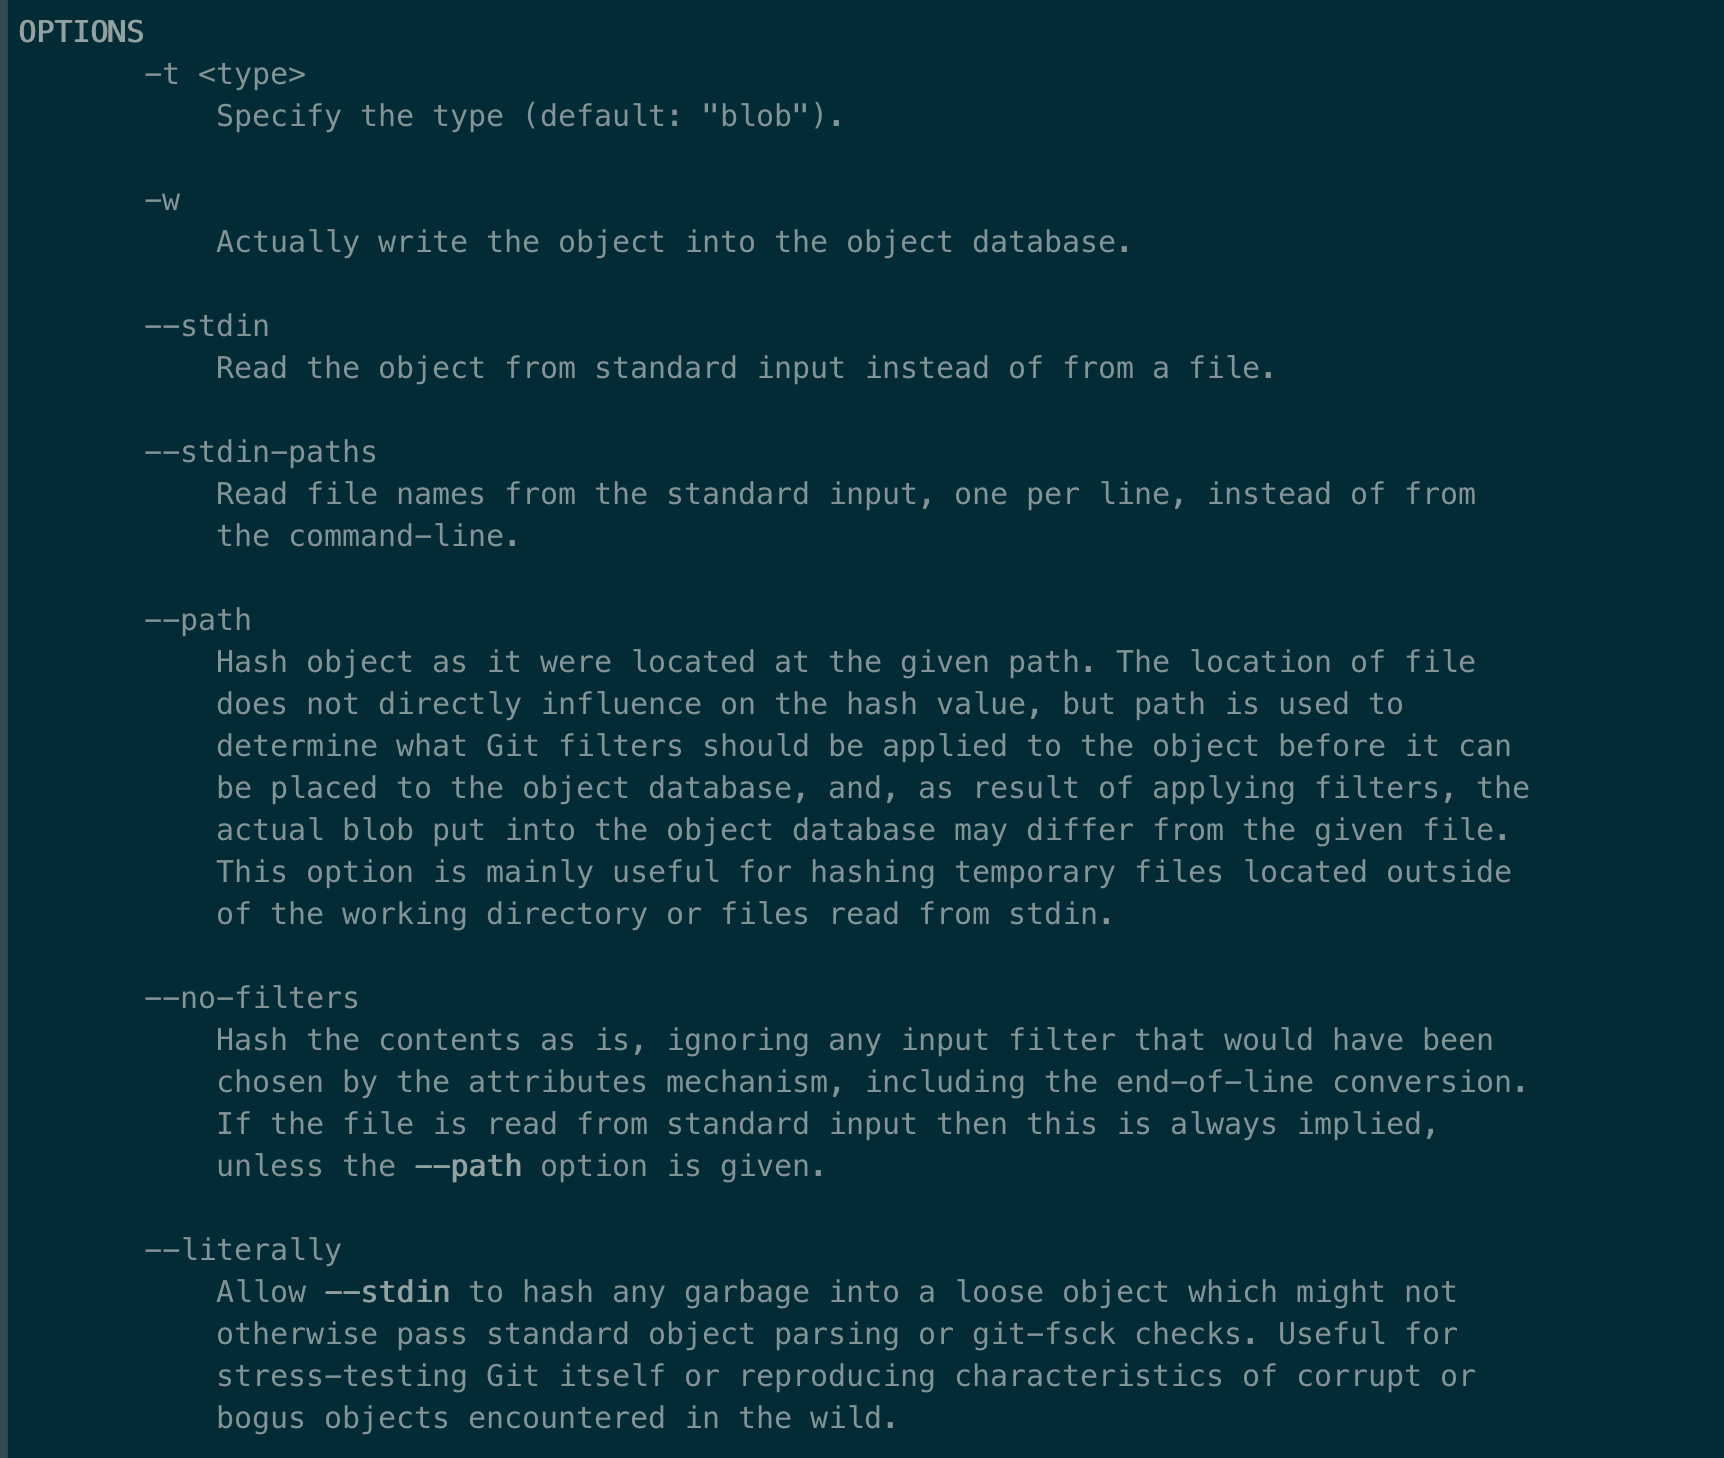 OPTIONS
-t <type>
Specify the type (default: "blob").
-w
Actually write the object into the object database.
--stdin
Read the object from standard input instead of from a file.
--stdin-paths
Read file names from the standard input, one per line, instead of from
the command-line.
--path
Hash object as it were located at the given path. The location of file
does not directly influence on the hash value, but path is used to
determine what Git filters should be applied to the object before it can
be placed to the object database, and, as result of applying filters, the
actual blob put into the object database may differ from the given file.
This option is mainly useful for hashing temporary files located outside
of the working directory or files read from stdin.
--no-filters
Hash the contents as is, ignoring any input filter that would have been
chosen by the attributes mechanism, including the end-of-line conversion.
If the file is read from standard input then this is always implied,
unless the --path option is given.
--literally
Allow --stdin to hash any garbage into a loose object which might not
otherwise pass standard object parsing or git-fsck checks. Useful for
stress-testing Git itself or reproducing characteristics of corrupt or
bogus objects encountered in the wild.